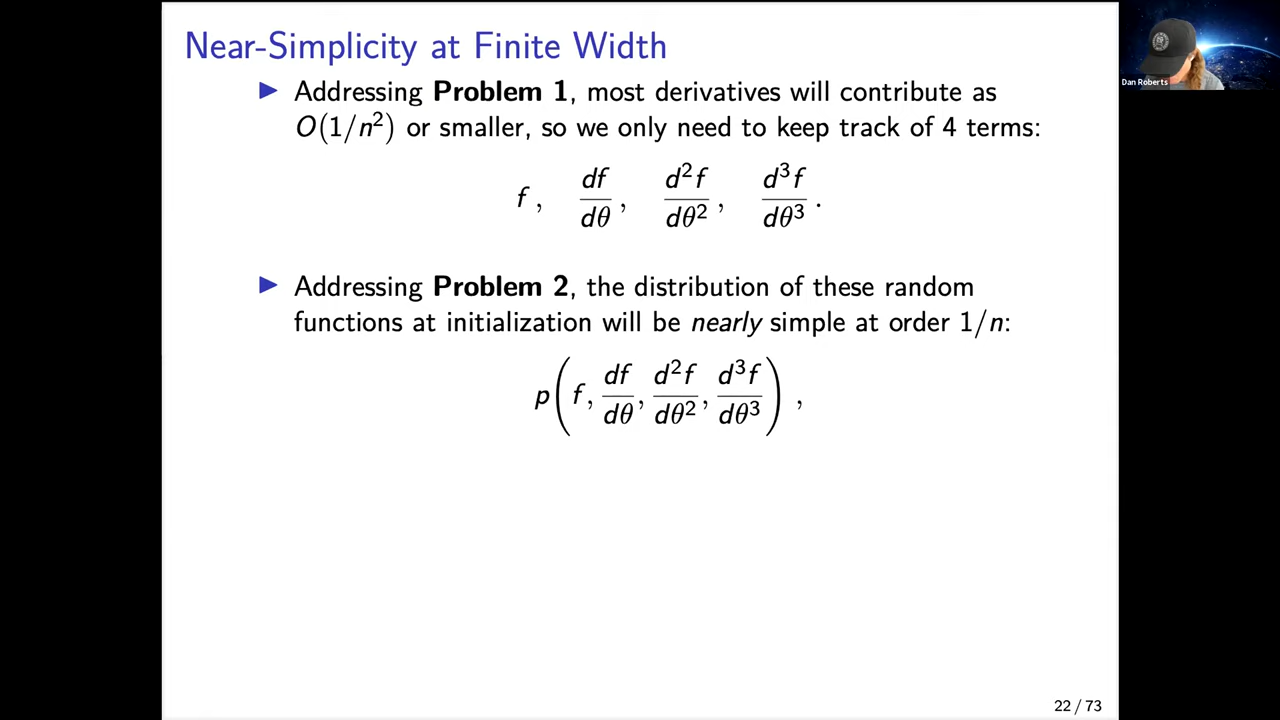 Near-Simplicity at Finite Width
▶ Addressing Problem 1, most derivatives will contribute as
O(1/n²) or smaller, so we only need to keep track of 4 terms:
f , df/dθ , d²f/dθ² , d³f/dθ³ .
▶ Addressing Problem 2, the distribution of these random
functions at initialization will be nearly simple at order 1/n:
p(f, df/dθ, d²f/dθ², d³f/dθ³) ,
22 / 73
Dan Roberts